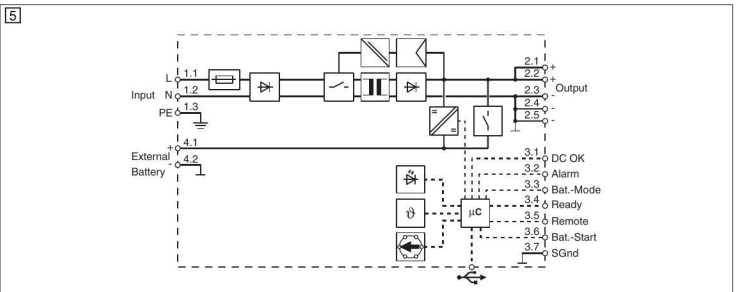 5
L 1.1
Input N 1.2
PE 1.3
External Battery
+ 4.1
- 4.2
2.1 +
2.2 +
Output
2.3 -
2.4 -
2.5 -
=
=
ϑ
µC
3.1 DC OK
3.2 Alarm
3.3 Bat.-Mode
3.4 Ready
3.5 Remote
3.6 Bat.-Start
3.7 SGnd